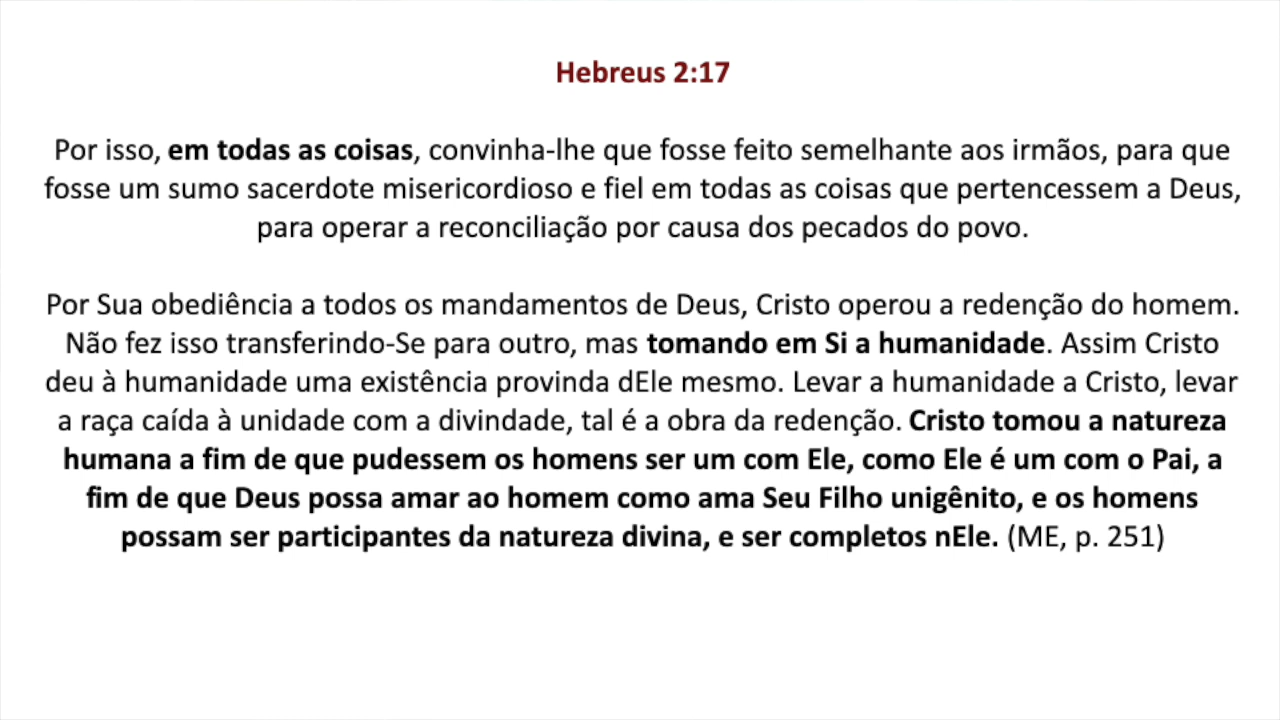 Hebreus 2:17
Por isso, em todas as coisas, convinha-lhe que fosse feito semelhante aos irmãos, para que
fosse um sumo sacerdote misericordioso e fiel em todas as coisas que pertencessem a Deus,
para operar a reconciliação por causa dos pecados do povo.
Por Sua obediência a todos os mandamentos de Deus, Cristo operou a redenção do homem.
Não fez isso transferindo-Se para outro, mas tomando em Si a humanidade. Assim Cristo
deu à humanidade uma existência provinda dEle mesmo. Levar a humanidade a Cristo, levar
a raça caída à unidade com a divindade, tal é a obra da redenção. Cristo tomou a natureza
humana a fim de que pudessem os homens ser um com Ele, como Ele é um com o Pai, a
fim de que Deus possa amar ao homem como ama Seu Filho unigênito, e os homens
possam ser participantes da natureza divina, e ser completos nEle. (ME, p. 251)